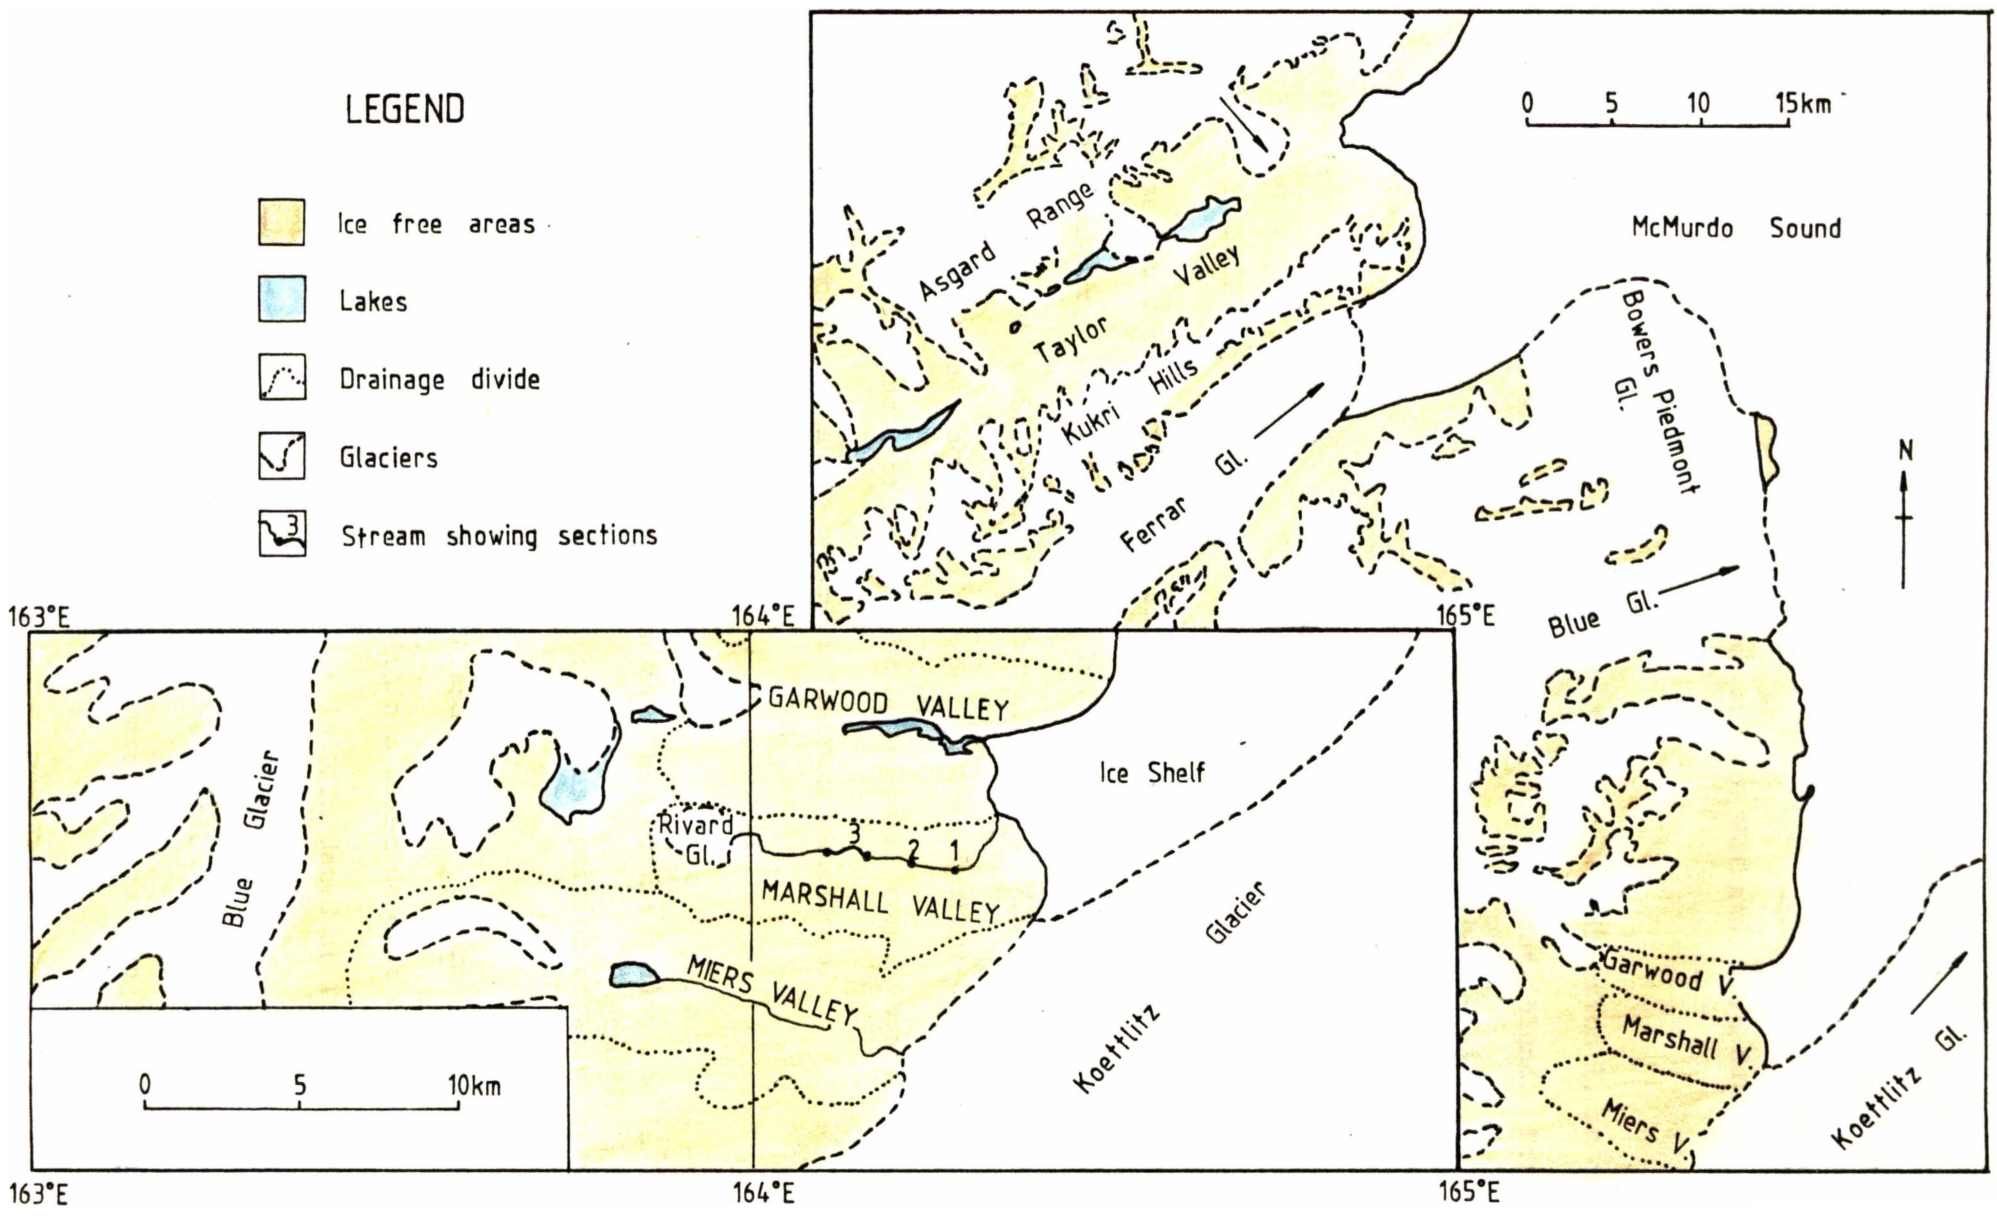 LEGEND
Ice free areas
Lakes
Drainage divide
Glaciers
3
Stream showing sections
0 5 10 15km
McMurdo Sound
Asgard Range
Taylor Valley
Kukri Hills
Ferrar Gl.
Bowers Piedmont
Gl.
N
Blue Gl.
163°E 164°E 165°E
GARWOOD VALLEY
Blue Glacier
Ice Shelf
Rivard
Gl.
3 2 1
MARSHALL VALLEY
MIERS VALLEY
Koettlitz Glacier
0 5 10km
Garwood V.
Marshall V.
Miers V.
Koettlitz Gl.
163°E 164°E 165°E